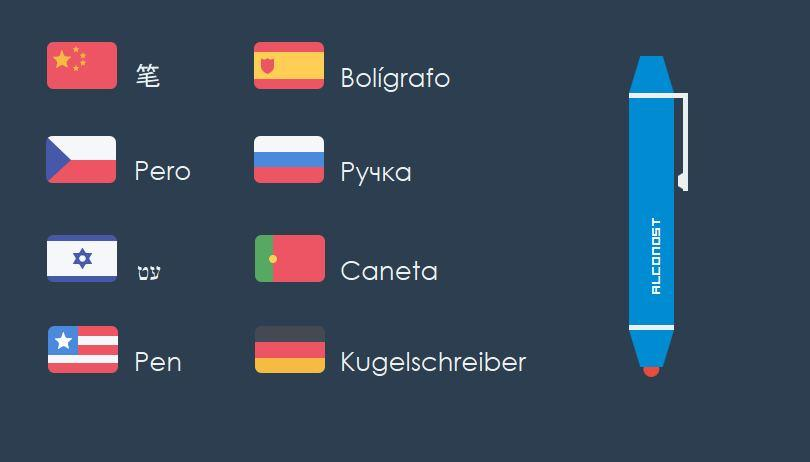 笔
Bolígrafo
Pero
Ручка
עט
Caneta
Pen
Kugelschreiber
ALCONOST